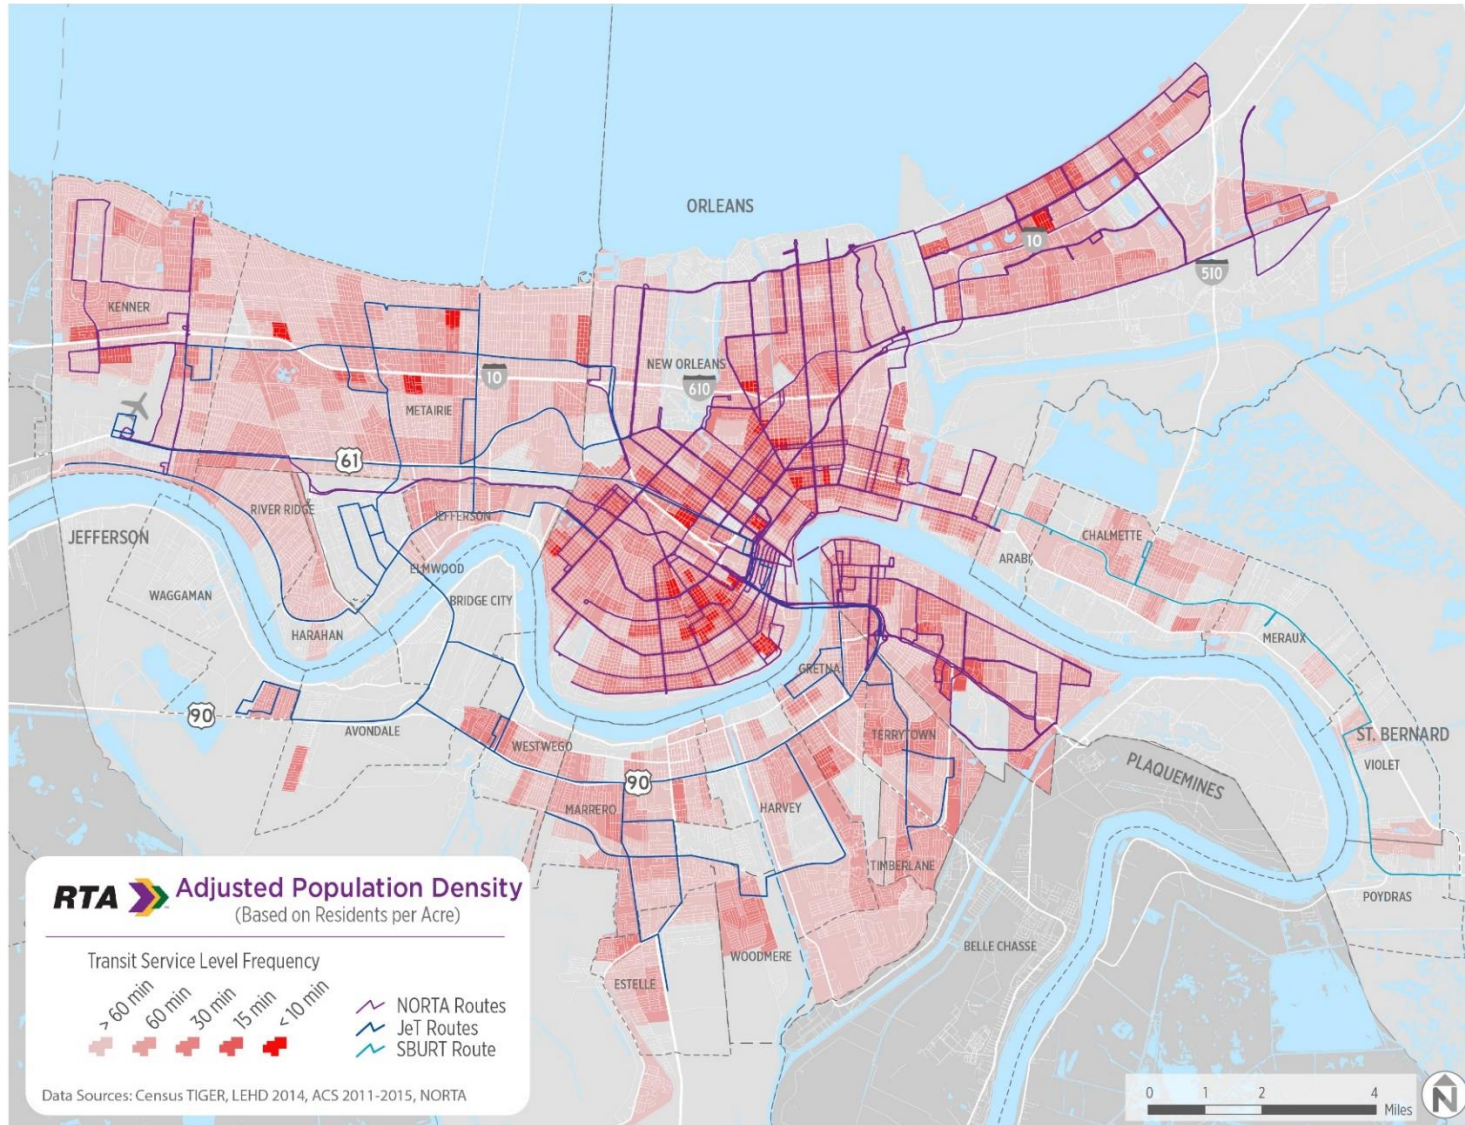 ORLEANS
10
510
KENNER
NEW ORLEANS
10
610
METAIRIE
61
RIVER RIDGE
JEFFERSON
JEFFERSON
CHALMETTE
ARABI
ELMWOOD
WAGGAMAN
BRIDGE CITY
HARAHAN
MERAUX
GRETNA
90
AVONDALE
WESTWEGO
TERRYTOWN
ST. BERNARD
VIOLET
PLAQUEMINES
90
MARRERO
HARVEY
TIMBERLANE
POYDRAS
BELLE CHASSE
WOODMERE
ESTELLE
RTA Adjusted Population Density
(Based on Residents per Acre)
Transit Service Level Frequency
> 60 min
60 min
30 min
15 min
<10 min
NORTA Routes
JeT Routes
SBURT Route
Data Sources: Census TIGER, LEHD 2014, ACS 2011-2015, NORTA
0 1 2 4
Miles
N